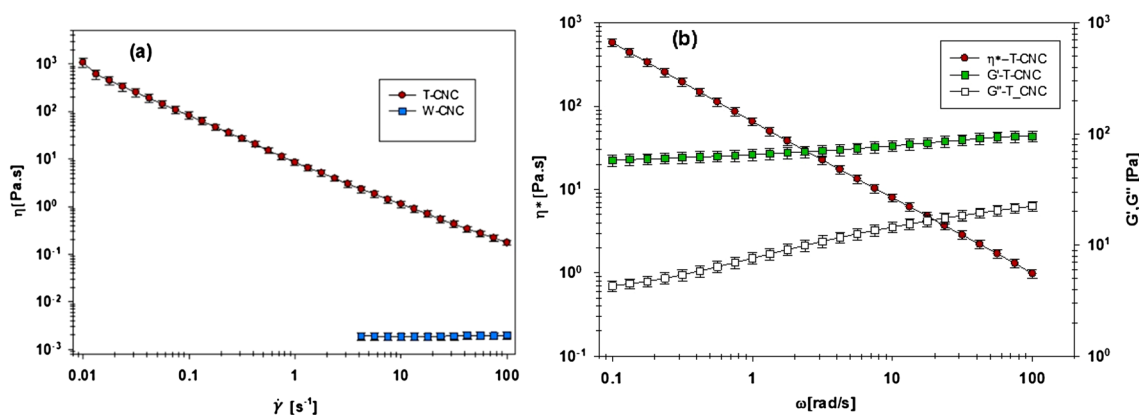 (a)
η[Pa.s]
10³
10²
10¹
10⁰
10⁻¹
10⁻²
10⁻³
T-CNC
W-CNC
0.01 0.1 1 10 100
γ̇ [s⁻¹]
(b)
η* [Pa.s]
10³
10²
10¹
10⁰
10⁻¹
η*–T-CNC
G'-T-CNC
G''-T_CNC
0.1 1 10 100
ω[rad/s]
10³
10²
10¹
10⁰
G',G'' [Pa]